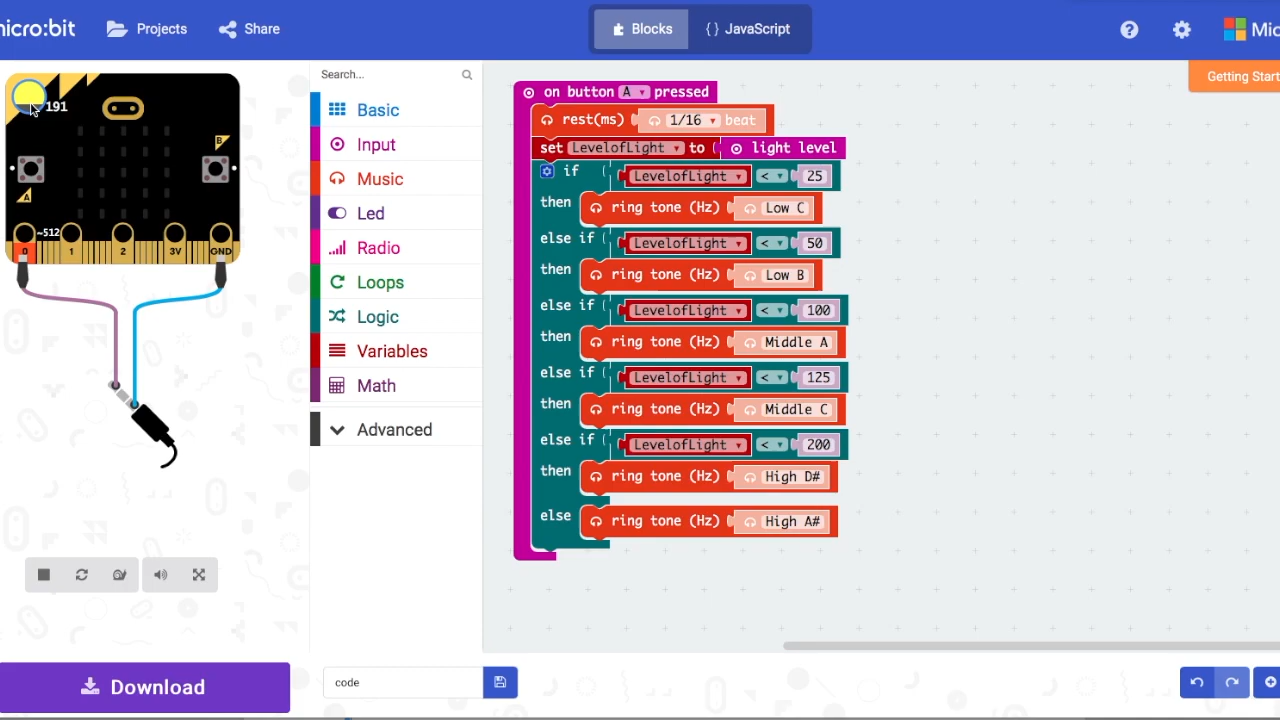 micro:bit
Projects
Share
Blocks
{ } JavaScript
?
Mic
Getting Start
191
B
A
~512
0 1 2 3V GND
Search...
Basic
Input
Music
Led
Radio
Loops
Logic
Variables
Math
Advanced
on button A pressed
rest(ms) 1/16 beat
set LevelofLight to light level
if LevelofLight < 25
then ring tone (Hz) Low C
else if LevelofLight < 50
then ring tone (Hz) Low B
else if LevelofLight < 100
then ring tone (Hz) Middle A
else if LevelofLight < 125
then ring tone (Hz) Middle C
else if LevelofLight < 200
then ring tone (Hz) High D#
else ring tone (Hz) High A#
Download
code